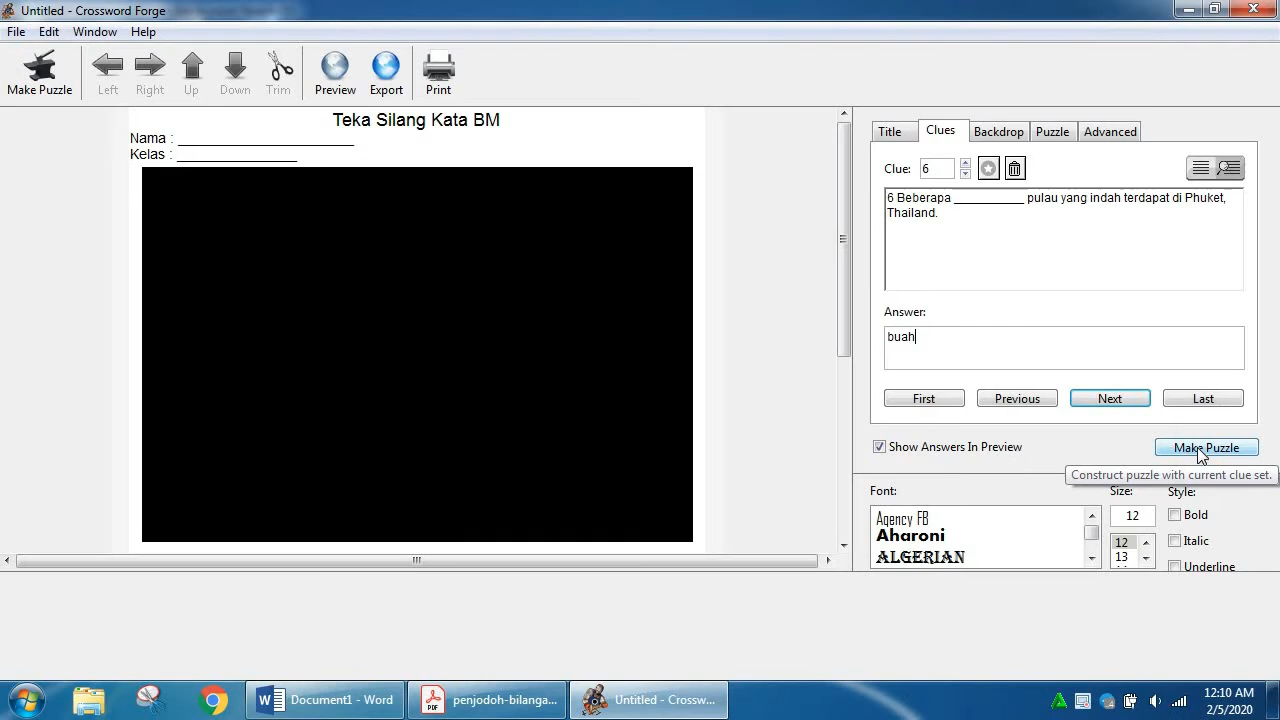 Untitled - Crossword Forge
File Edit Window Help
Make Puzzle Left Right Up Down Trim Preview Export Print
Teka Silang Kata BM
Nama : ____________________
Kelas : ______________
Title Clues Backdrop Puzzle Advanced
Clue: 6
6 Beberapa __________ pulau yang indah terdapat di Phuket,
Thailand.
Answer:
buah
First Previous Next Last
Show Answers In Preview Make Puzzle
Construct puzzle with current clue set.
Font: Size: Style:
Agency FB 12 Bold
Aharoni
12 Italic
ALGERIAN 13
Underline
Document1 - Word penjodoh-bilanga... Untitled - Crossw...
PDF
12:10 AM
2/5/2020